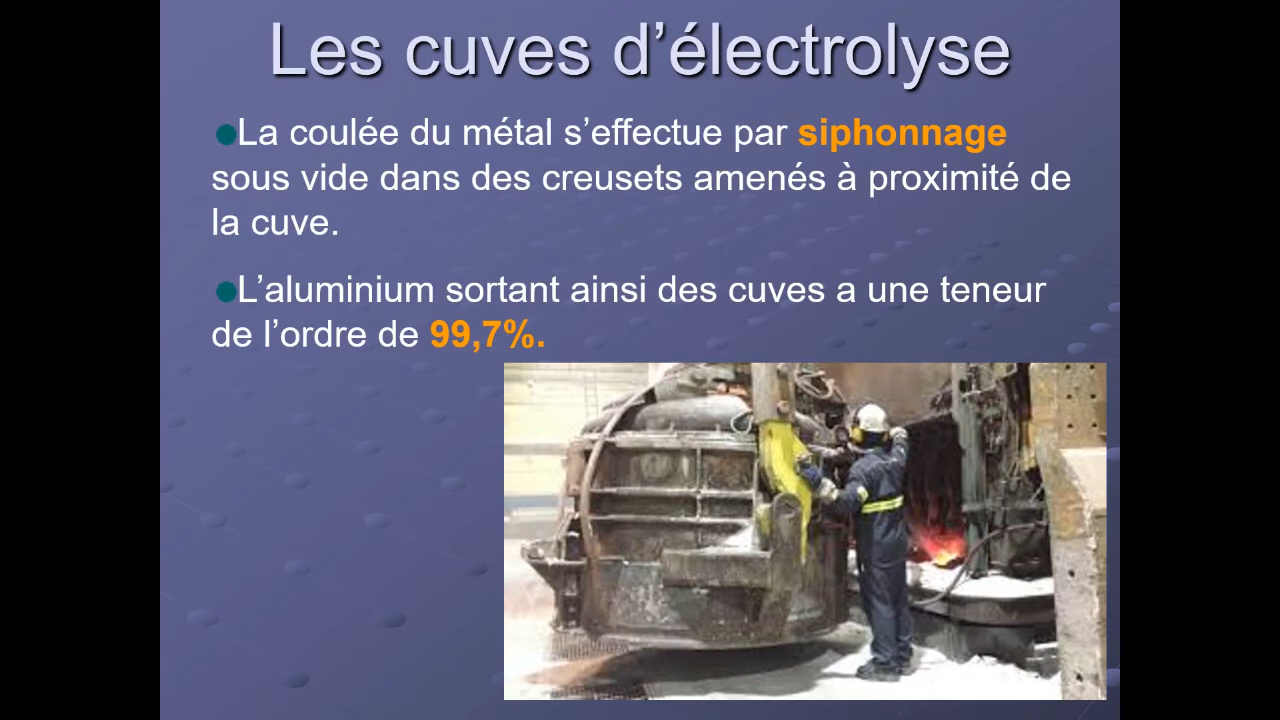 Les cuves d’électrolyse
La coulée du métal s’effectue par siphonnage
sous vide dans des creusets amenés à proximité de
la cuve.
L’aluminium sortant ainsi des cuves a une teneur
de l’ordre de 99,7%.